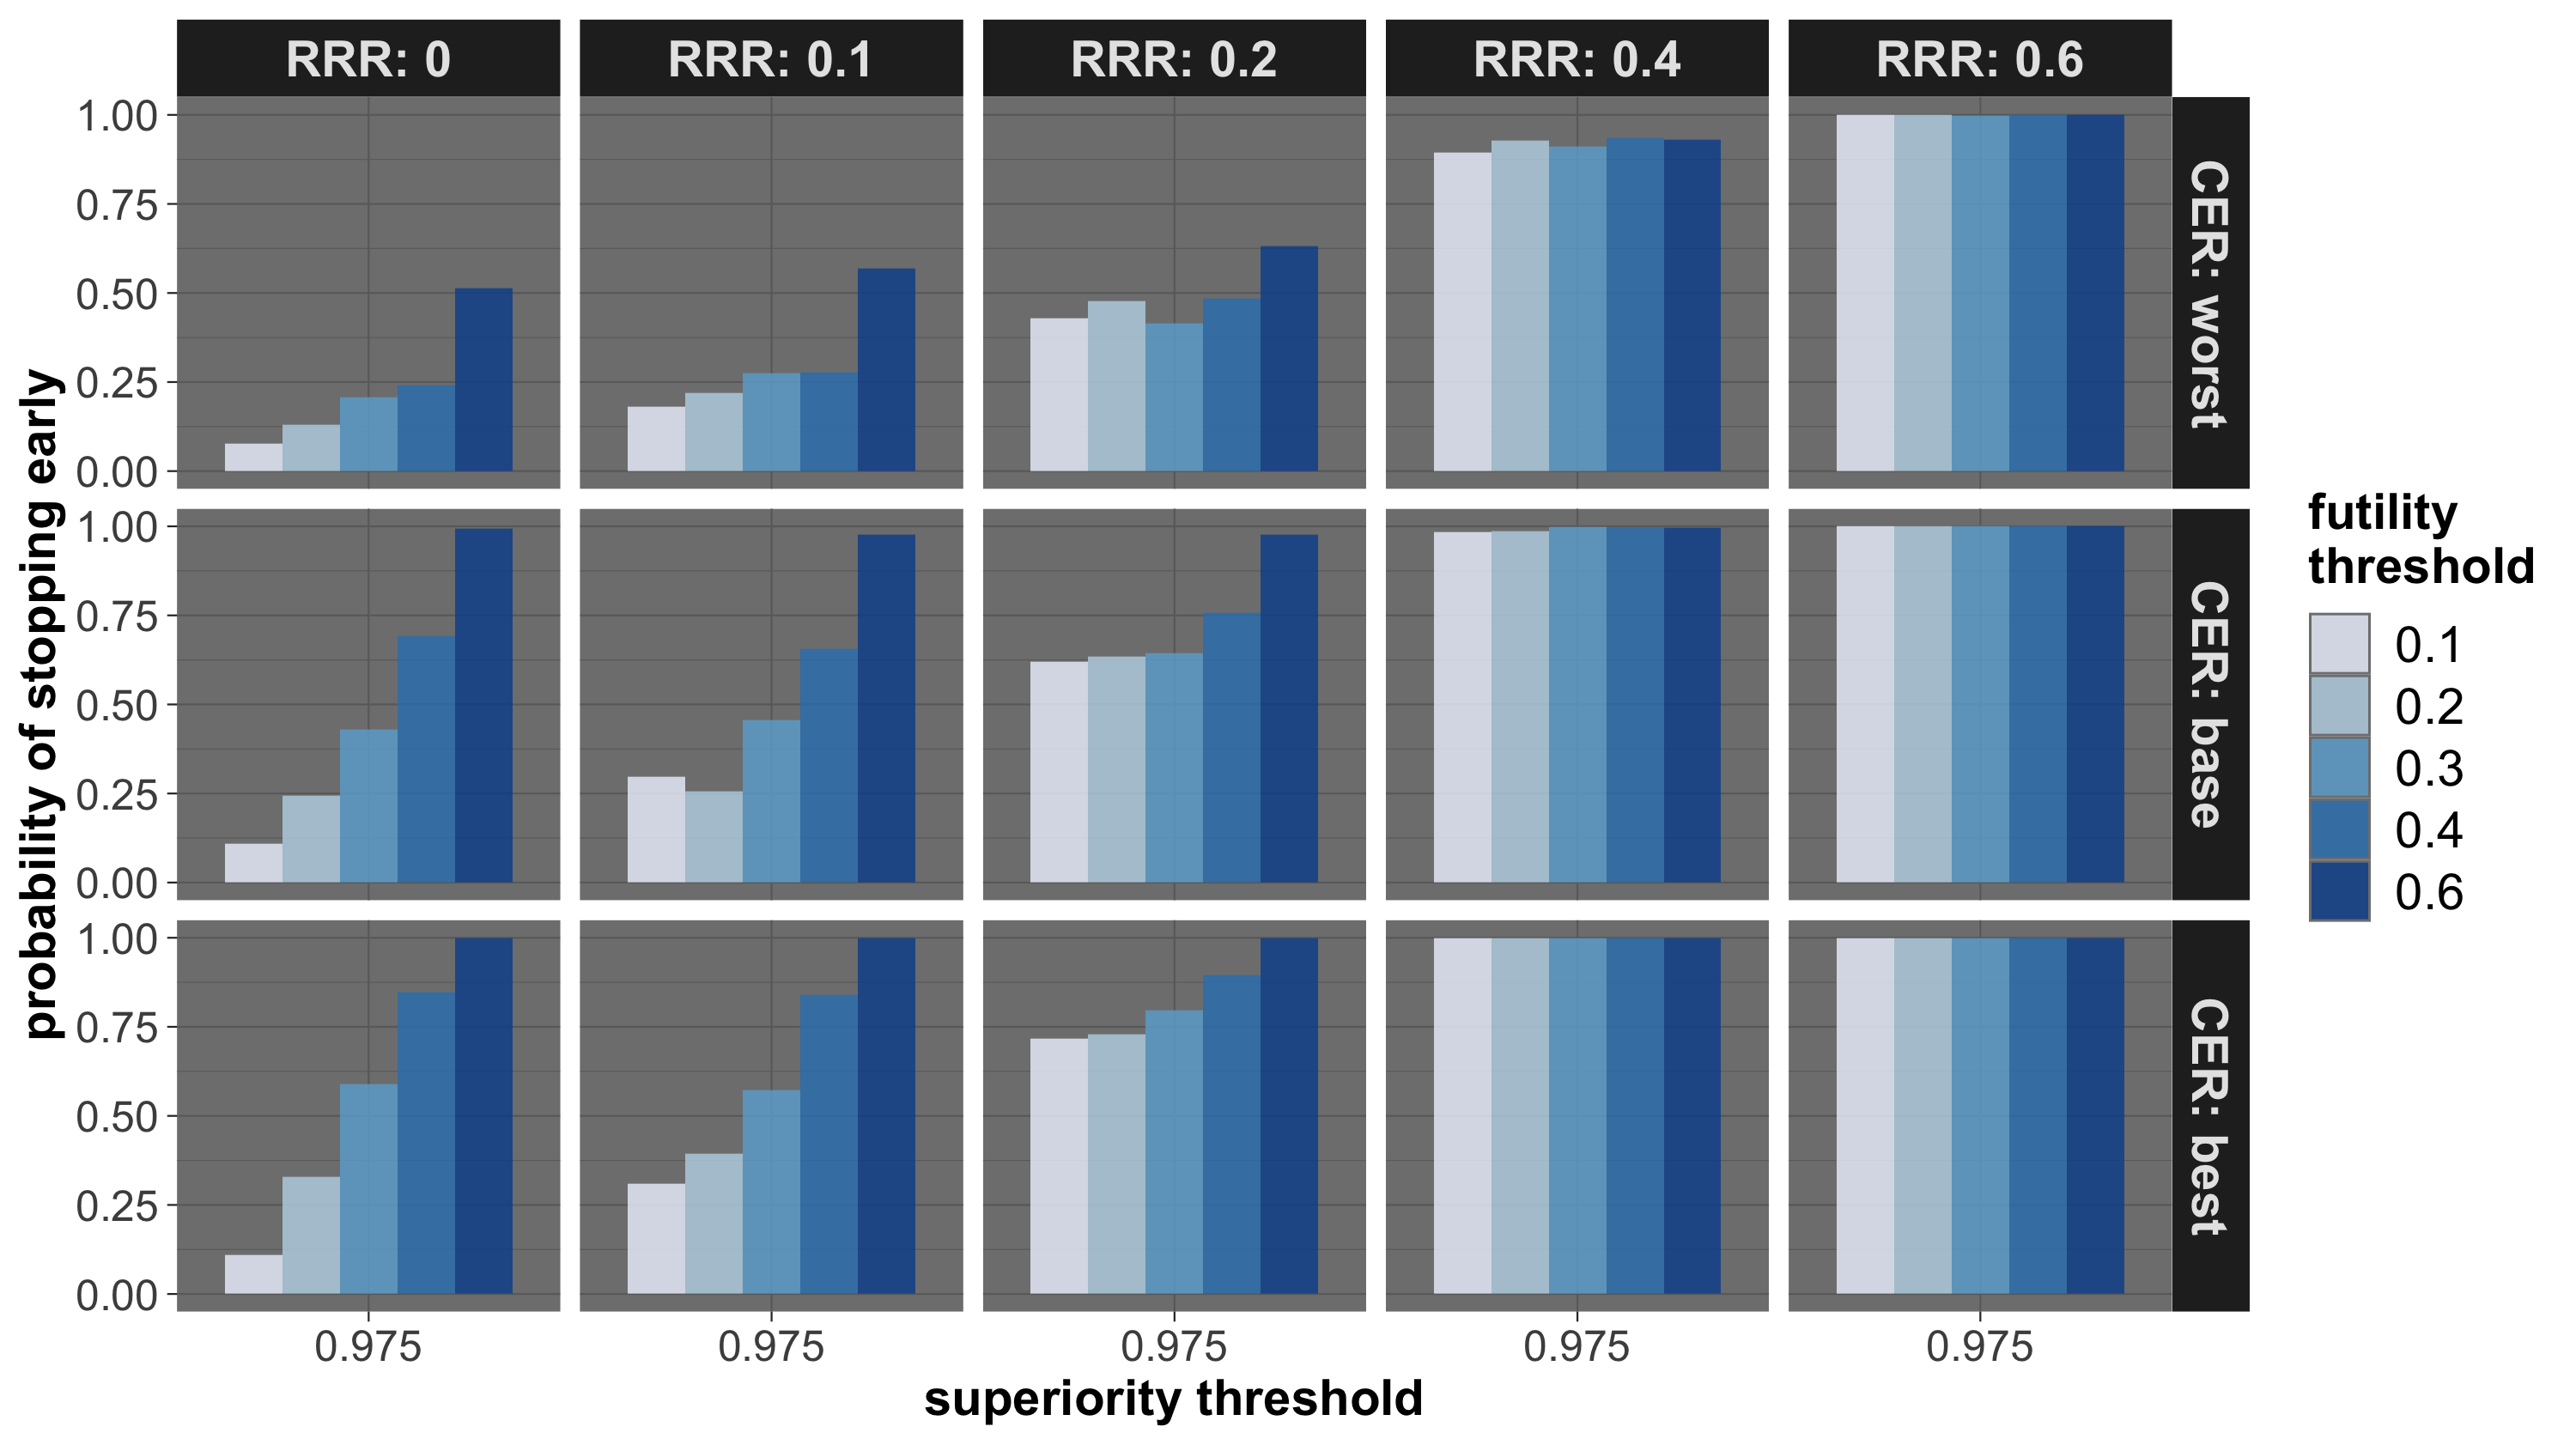 RRR: 0
RRR: 0.1
RRR: 0.2
RRR: 0.4
RRR: 0.6
1.00
0.75
0.50
0.25
0.00
CER: worst
1.00
0.75
0.50
0.25
0.00
CER: base
1.00
0.75
0.50
0.25
0.00
CER: best
probability of stopping early
0.975
0.975
0.975
0.975
0.975
superiority threshold
futility
threshold
0.1
0.2
0.3
0.4
0.6